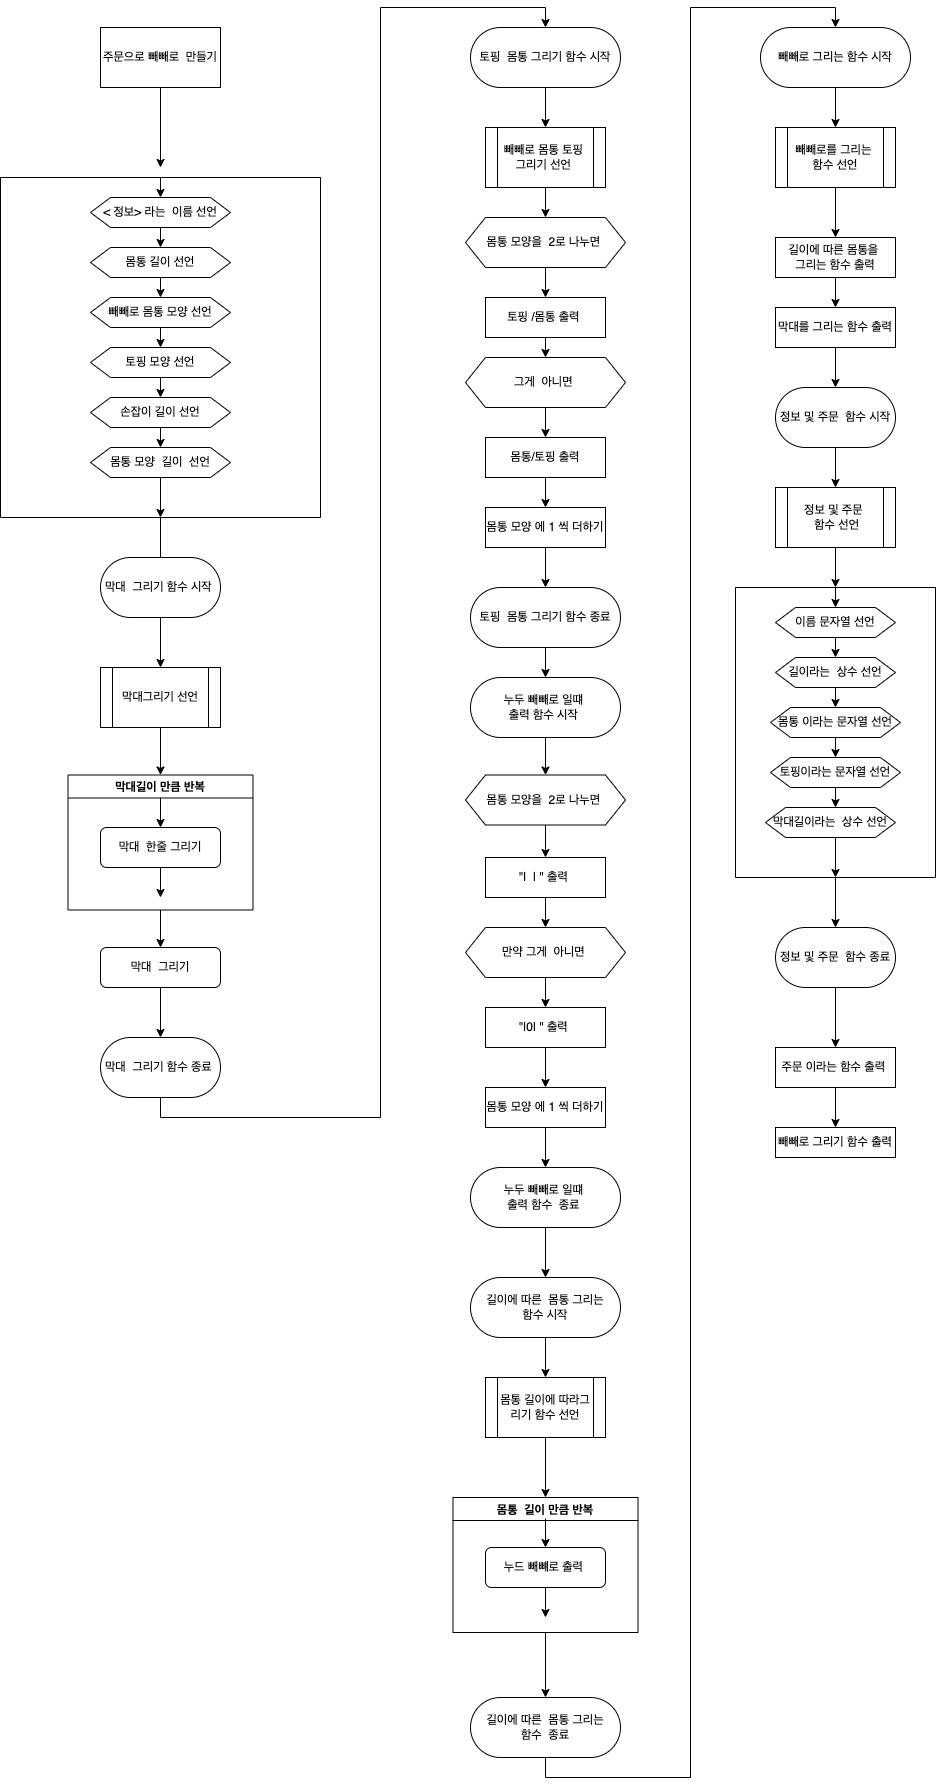 주문으로 빼빼로 만들기
< 정보> 라는 이름 선언
몸통 길이 선언
빼빼로 몸통 모양 선언
토핑 모양 선언
손잡이 길이 선언
몸통 모양 길이 선언
막대 그리기 함수 시작
막대그리기 선언
막대길이 만큼 반복
막대 한줄 그리기
막대 그리기
막대 그리기 함수 종료
토핑 몸통 그리기 함수 시작
빼빼로 몸통 토핑
그리기 선언
몸통 모양을 2로 나누면
토핑 /몸통 출력
그게 아니면
몸통/토핑 출력
몸통 모양 에 1 씩 더하기
토핑 몸통 그리기 함수 종료
누두 빼빼로 일떄
출력 함수 시작
몸통 모양을 2로 나누면
"| | " 출력
만약 그게 아니면
"|0| " 출력
몸통 모양 에 1 씩 더하기
누두 빼빼로 일떄
출력 함수 종료
길이에 따른 몸통 그리는
함수 시작
몸통 길이에 따라그
리기 함수 선언
몸통 길이 만큼 반복
누드 빼빼로 출력
길이에 따른 몸통 그리는
함수 종료
빼빼로 그리는 함수 시작
빼빼로를 그리는
함수 선언
길이에 따른 몸통을
그리는 함수 출력
막대를 그리는 함수 출력
정보 및 주문 함수 시작
정보 및 주문
함수 선언
이름 문자열 선언
길이라는 상수 선언
몸통 이라는 문자열 선언
토핑이라는 문자열 선언
막대길이라는 상수 선언
정보 및 주문 함수 종료
주문 이라는 함수 출력
빼빼로 그리기 함수 출력